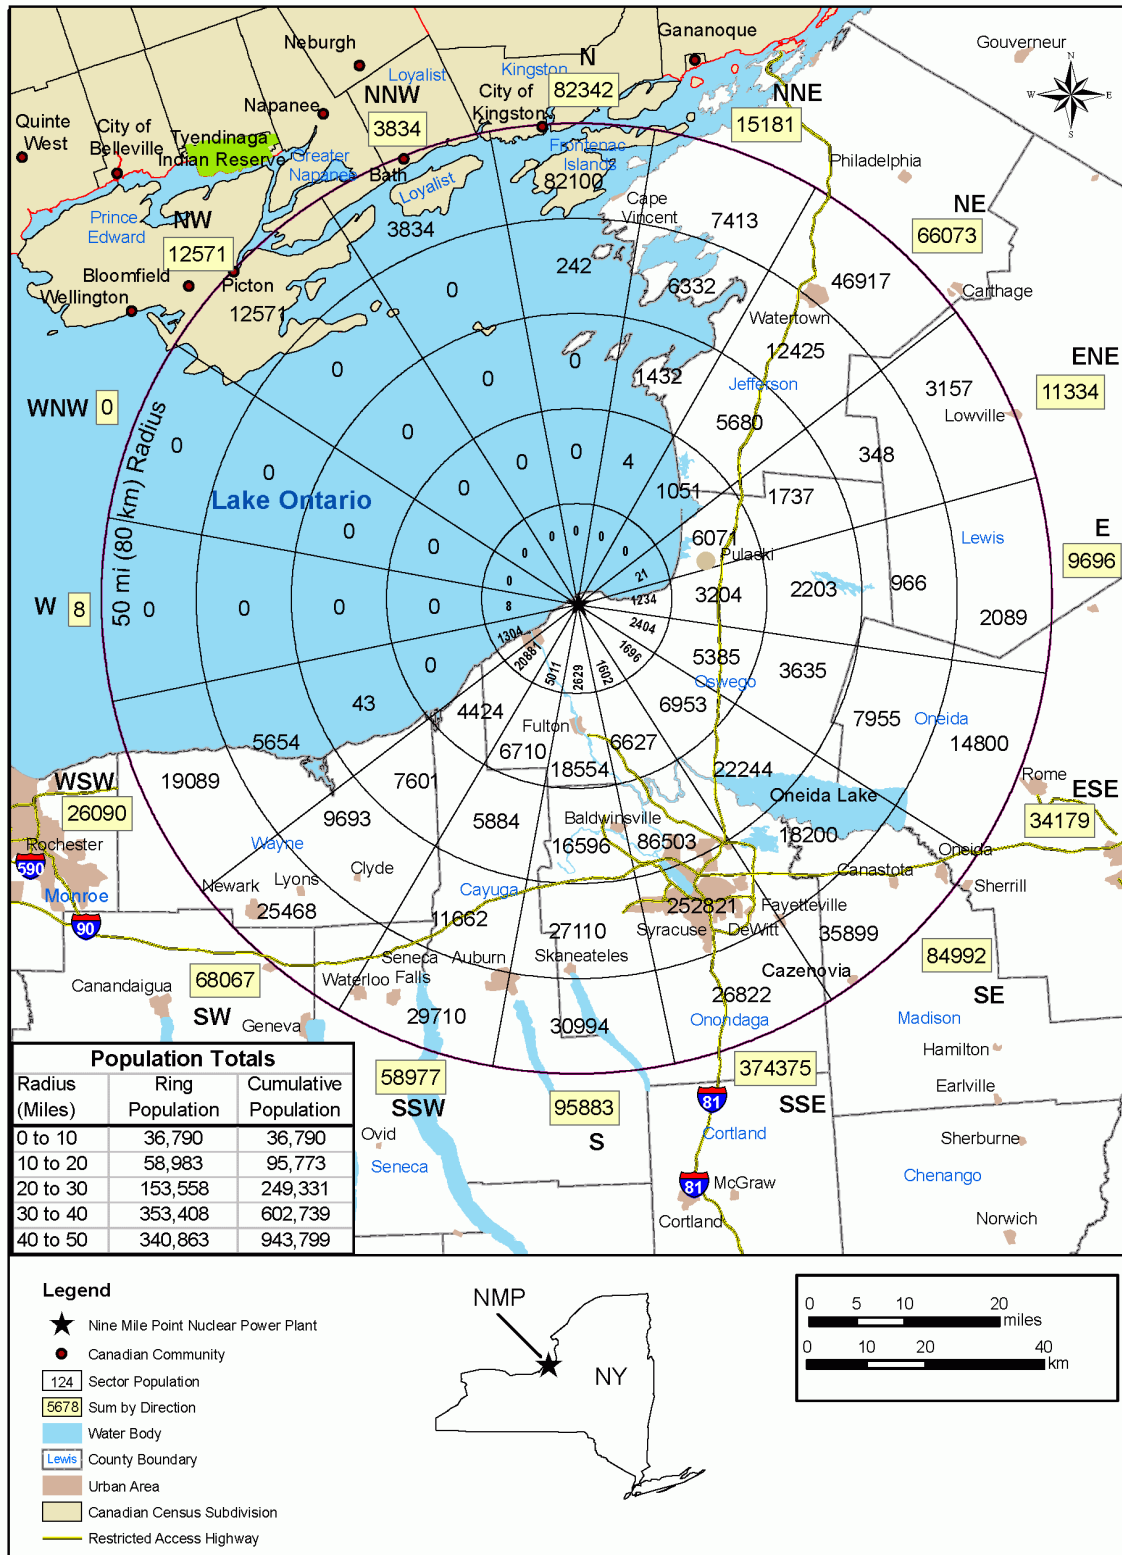 Gananoque
Gouverneur
Neburgh
N
Loyalist
Kingston
N
82342
NNW
City of
Kingston
NNE
W
E
S
Napanee
3834
15181
Quinte
West
City of
Belleville
Tyendinaga
Indian Reserve
Greater
Napanee
Bath
Frontenac
Islands
Philadelphia
Loyalist
82100
Cape
Vincent
NE
66073
Prince
Edward
NW
12571
3834
7413
Bloomfield
Wellington
Picton
12571
0
242
6332
46917
Carthage
Watertown
12425
ENE
11334
0
0
0
1432
Jefferson
3157
Lowville
WNW
0
50 mi (80 km) Radius
0
0
0
0
0
4
5680
348
Lake Ontario
0
0
1051
1737
0
0
0
0
0
0
0
6071
Pulaski
Lewis
E
9696
0
21
W
8
0
0
0
0
8
1234
3204
2203
966
2089
1304
20881
5011
2629
1602
1696
2404
0
5385
3635
Oswego
43
4424
6953
7955
Oneida
14800
Fulton
6710
6627
5654
18554
22244
WSW
26090
19089
7601
Oneida Lake
Rome
ESE
34179
9693
5884
Baldwinsville
16596
86503
18200
Rochester
Wayne
Oneida
590
Monroe
Newark
Lyons
Clyde
Cayuga
Canastota
Sherrill
90
25468
11662
27110
252821
Fayetteville
Syracuse
DeWitt
35899
84992
SE
68067
SW
Seneca
Falls
Waterloo
Auburn
Skaneateles
Cazenovia
Canandaigua
Geneva
29710
30994
26822
Onondaga
Madison
Hamilton
58977
SSW
95883
S
374375
SSE
Earlville
Population Totals
Radius
(Miles)
Ring
Population
Cumulative
Population
0 to 10 36,790 36,790
10 to 20 58,983 95,773
20 to 30 153,558 249,331
30 to 40 353,408 602,739
40 to 50 340,863 943,799
81
Cortland
Ovid
Seneca
Sherburne
Chenango
81
McGraw
Cortland
Norwich
Legend
Nine Mile Point Nuclear Power Plant
Canadian Community
124 Sector Population
5678 Sum by Direction
Water Body
Lewis County Boundary
Urban Area
Canadian Census Subdivision
Restricted Access Highway
NMP
NY
0 5 10 20
miles
0 10 20 40
km